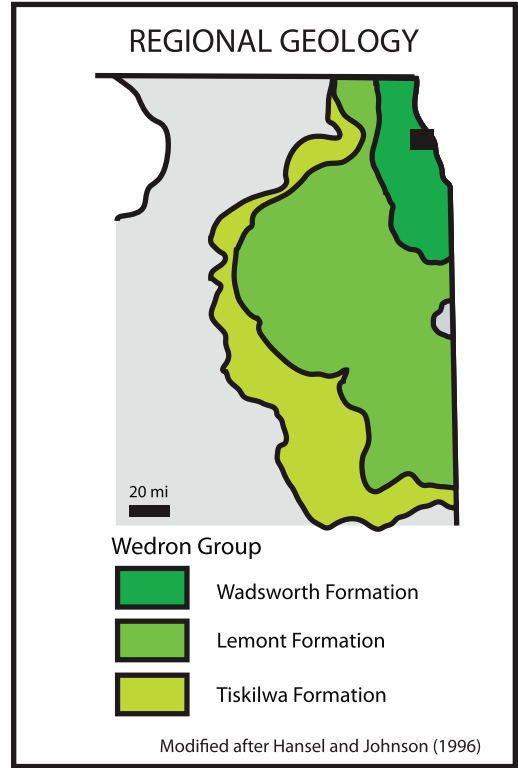 REGIONAL GEOLOGY
20 mi
Wedron Group
Wadsworth Formation
Lemont Formation
Tiskilwa Formation
Modified after Hansel and Johnson (1996)